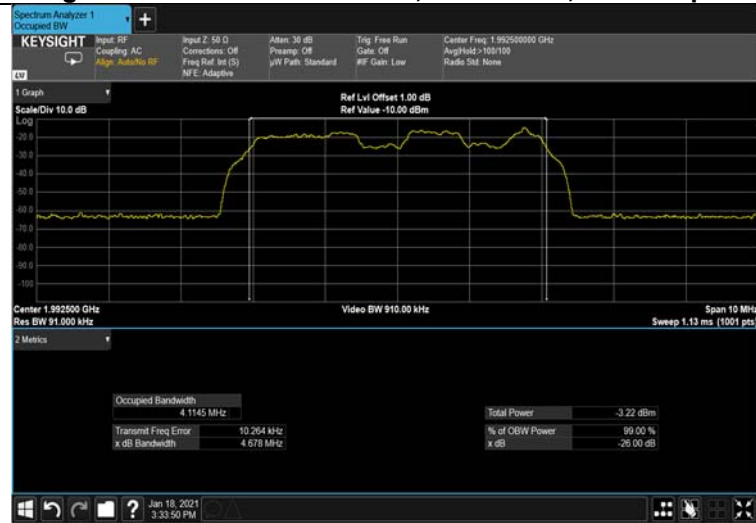 Spectrum Analyzer 1
Occupied BW
+
KEYSIGHT
Input: RF
Coupling: AC
Align: Auto/No RF
Input Z: 50 Ω
Corrections: Off
Freq Ref: Int (S)
NFE: Adaptive
Atten: 30 dB
Preamp: Off
µW Path: Standard
Trig: Free Run
Gate: Off
#IF Gain: Low
Center Freq: 1.992500000 GHz
Avg|Hold:>100/100
Radio Std: None
LW
1 Graph
Scale/Div 10.0 dB
Ref Lvl Offset 1.00 dB
Ref Value -10.00 dBm
Log
-20.0
-30.0
-40.0
-50.0
-60.0
-70.0
-80.0
-90.0
-100
Center 1.992500 GHz
Res BW 91.000 kHz
Video BW 910.00 kHz
Span 10 MHz
Sweep 1.13 ms (1001 pts)
2 Metrics
Occupied Bandwidth
4.1145 MHz
Transmit Freq Error 10.264 kHz
x dB Bandwidth 4.678 MHz
Total Power -3.22 dBm
% of OBW Power 99.00 %
x dB -26.00 dB
?
Jan 18, 2021
3:33:50 PM